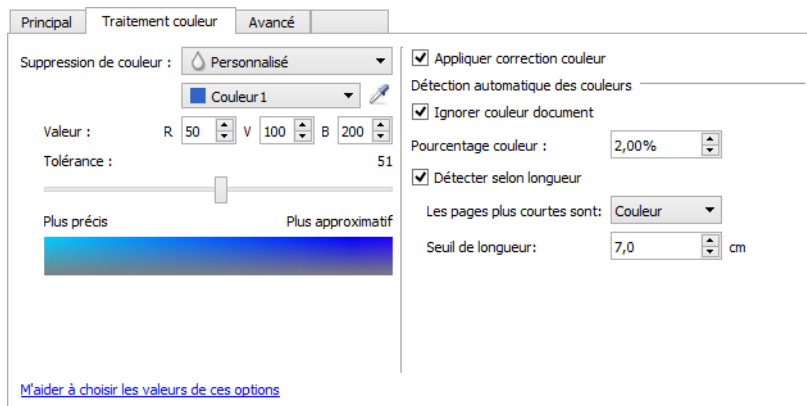 Principal Traitement couleur Avancé
Suppression de couleur : Personnalisé
Couleur1
Valeur : R 50 V 100 B 200
Tolérance : 51
Plus précis Plus approximatif
M'aider à choisir les valeurs de ces options
Appliquer correction couleur
Détection automatique des couleurs
Ignorer couleur document
Pourcentage couleur : 2,00%
Détecter selon longueur
Les pages plus courtes sont: Couleur
Seuil de longueur: 7,0 cm